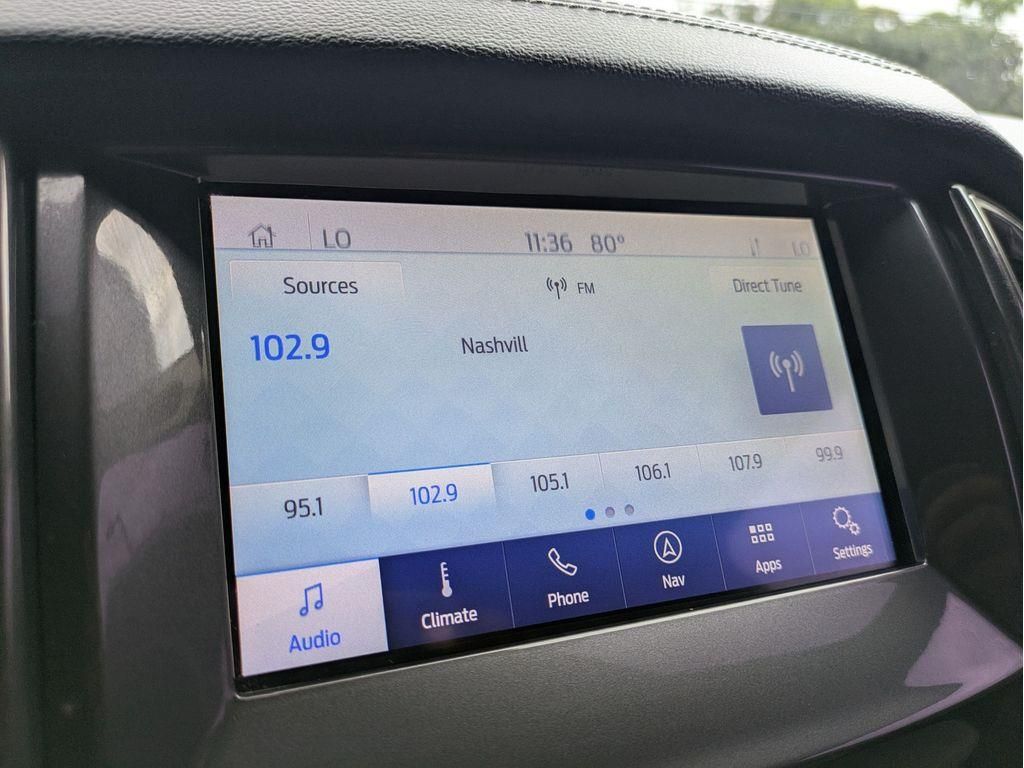 LO 11:36 80° LO
Sources FM Direct Tune
102.9 Nashvill
95.1 102.9 105.1 106.1 107.9 99.9
Audio Climate Phone Nav Apps Settings